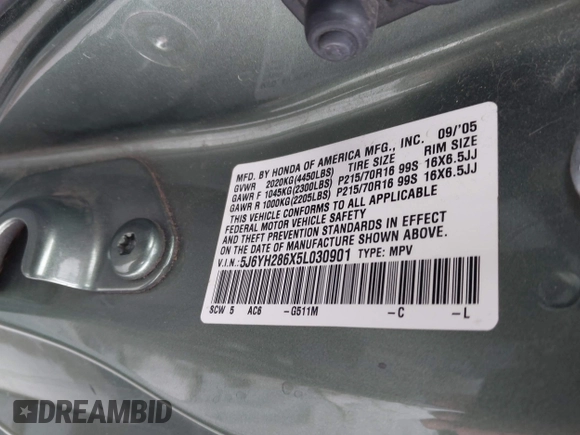 MFD. BY HONDA OF AMERICA MFG., INC. 09/'05
GVWR 2020KG(4450LBS) TIRE SIZE RIM SIZE
GAWR F 1045KG(2300LBS) P215/70R16 99S 16X6.5JJ
GAWR R 1000KG(2205LBS) P215/70R16 99S 16X6.5JJ
THIS VEHICLE CONFORMS TO ALL APPLICABLE
FEDERAL MOTOR VEHICLE SAFETY
AND THEFT PREVENTION STANDARDS IN EFFECT
ON THE DATE OF MANUFACTURE SHOWN ABOVE.
V.I.N.: 5J6YH286X5L030901 TYPE: MPV
SCW 5 AC6 -G511M -C -L
DREAMBID